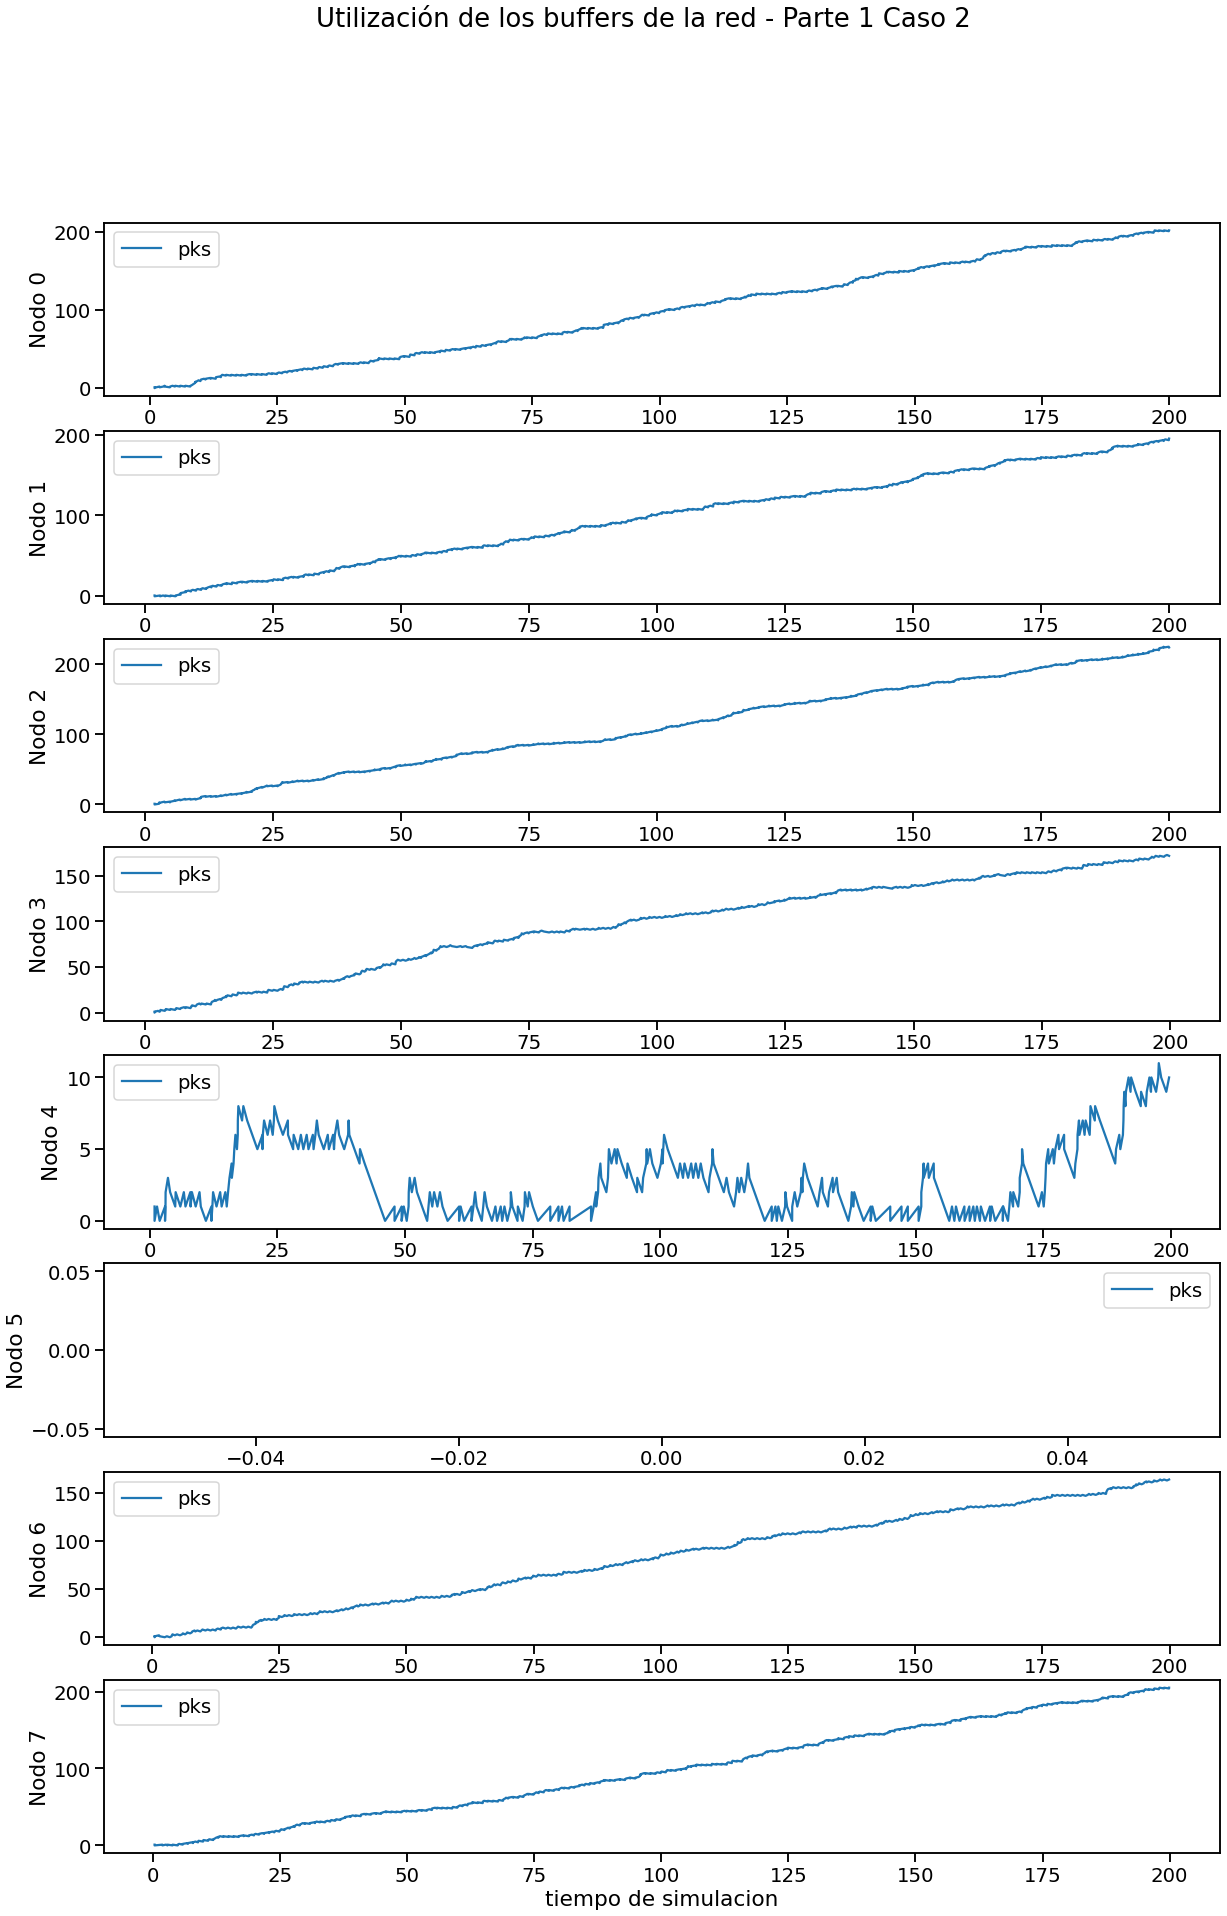 Utilización de los buffers de la red - Parte 1 Caso 2
pks
Nodo 0
200
100
0
0 25 50 75 100 125 150 175 200
pks
Nodo 1
200
100
0
0 25 50 75 100 125 150 175 200
pks
Nodo 2
200
100
0
0 25 50 75 100 125 150 175 200
pks
Nodo 3
150
100
50
0
0 25 50 75 100 125 150 175 200
pks
Nodo 4
10
5
0
0 25 50 75 100 125 150 175 200
pks
Nodo 5
0.05
0.00
−0.05
−0.04 −0.02 0.00 0.02 0.04
pks
Nodo 6
150
100
50
0
0 25 50 75 100 125 150 175 200
pks
Nodo 7
200
100
0
0 25 50 75 100 125 150 175 200
tiempo de simulacion